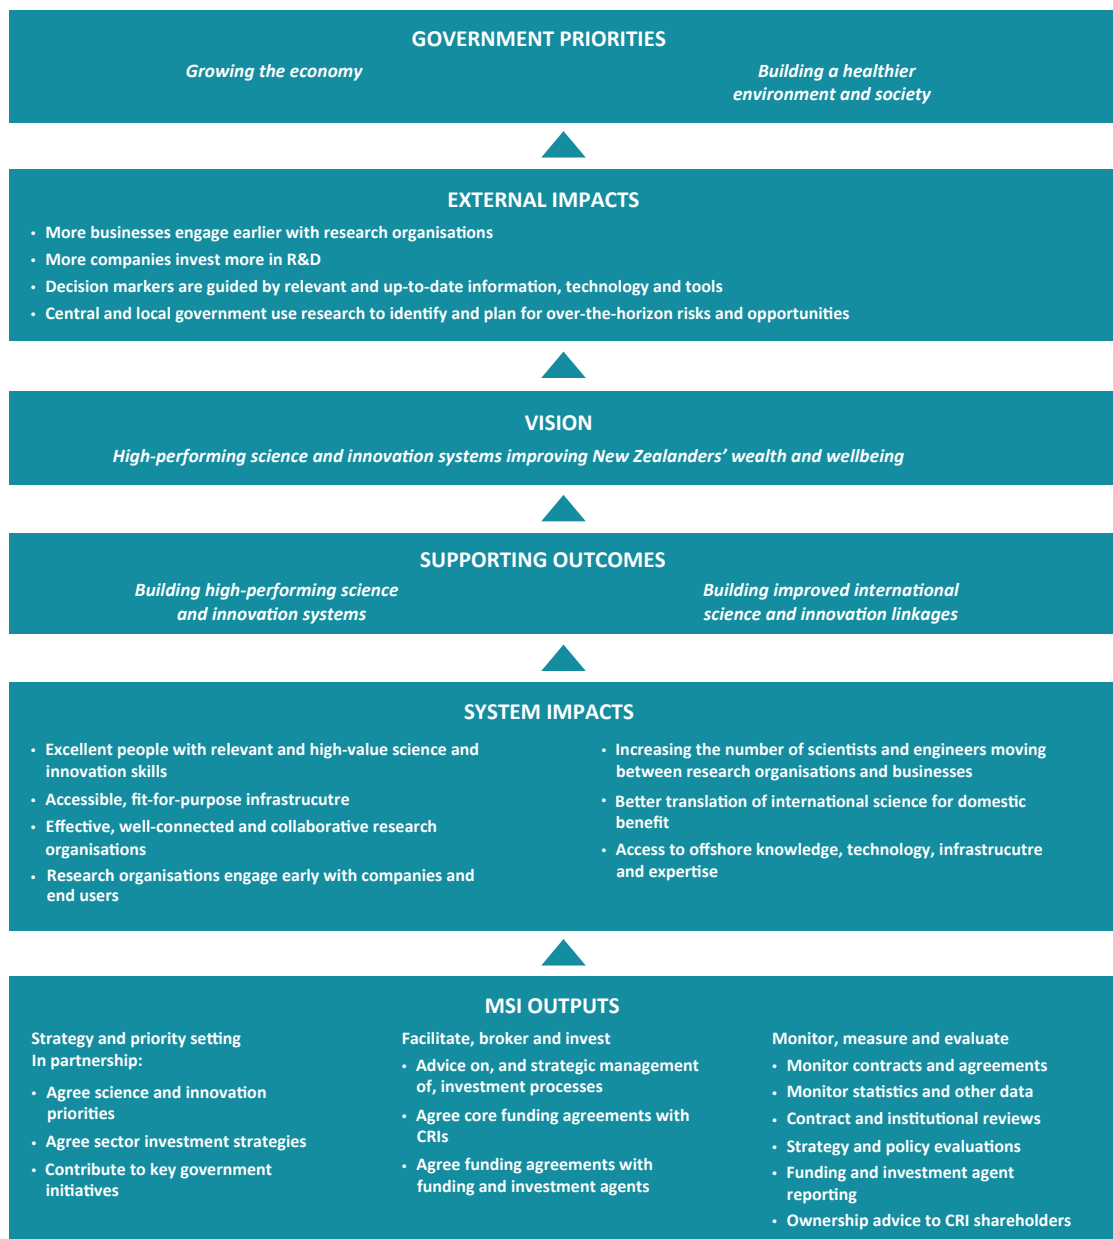 GOVERNMENT PRIORITIES
Growing the economy
Building a healthier
environment and society
EXTERNAL IMPACTS
• More businesses engage earlier with research organisations
• More companies invest more in R&D
• Decision markers are guided by relevant and up-to-date information, technology and tools
• Central and local government use research to identify and plan for over-the-horizon risks and opportunities
VISION
High-performing science and innovation systems improving New Zealanders’ wealth and wellbeing
SUPPORTING OUTCOMES
Building high-performing science
and innovation systems
Building improved international
science and innovation linkages
SYSTEM IMPACTS
• Excellent people with relevant and high-value science and
innovation skills
• Accessible, fit-for-purpose infrastrucutre
• Effective, well-connected and collaborative research
organisations
• Research organisations engage early with companies and
end users
• Increasing the number of scientists and engineers moving
between research organisations and businesses
• Better translation of international science for domestic
benefit
• Access to offshore knowledge, technology, infrastrucutre
and expertise
MSI OUTPUTS
Strategy and priority setting
In partnership:
• Agree science and innovation
priorities
• Agree sector investment strategies
• Contribute to key government
initiatives
Facilitate, broker and invest
• Advice on, and strategic management
of, investment processes
• Agree core funding agreements with
CRIs
• Agree funding agreements with
funding and investment agents
Monitor, measure and evaluate
• Monitor contracts and agreements
• Monitor statistics and other data
• Contract and institutional reviews
• Strategy and policy evaluations
• Funding and investment agent
reporting
• Ownership advice to CRI shareholders